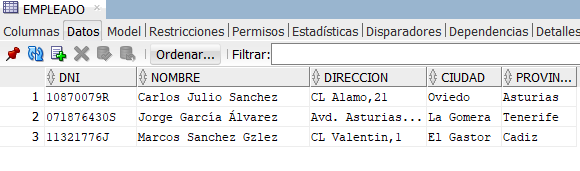 EMPLEADO
Columnas Datos Model Restricciones Permisos Estadísticas Disparadores Dependencias Detalles
Ordenar... Filtrar:
DNI NOMBRE DIRECCION CIUDAD PROVIN...
1 10870079R Carlos Julio Sanchez CL Alamo,21 Oviedo Asturias
2 071876430S Jorge García Álvarez Avd. Asturias... La Gomera Tenerife
3 11321776J Marcos Sanchez Gzlez CL Valentin,1 El Gastor Cadiz